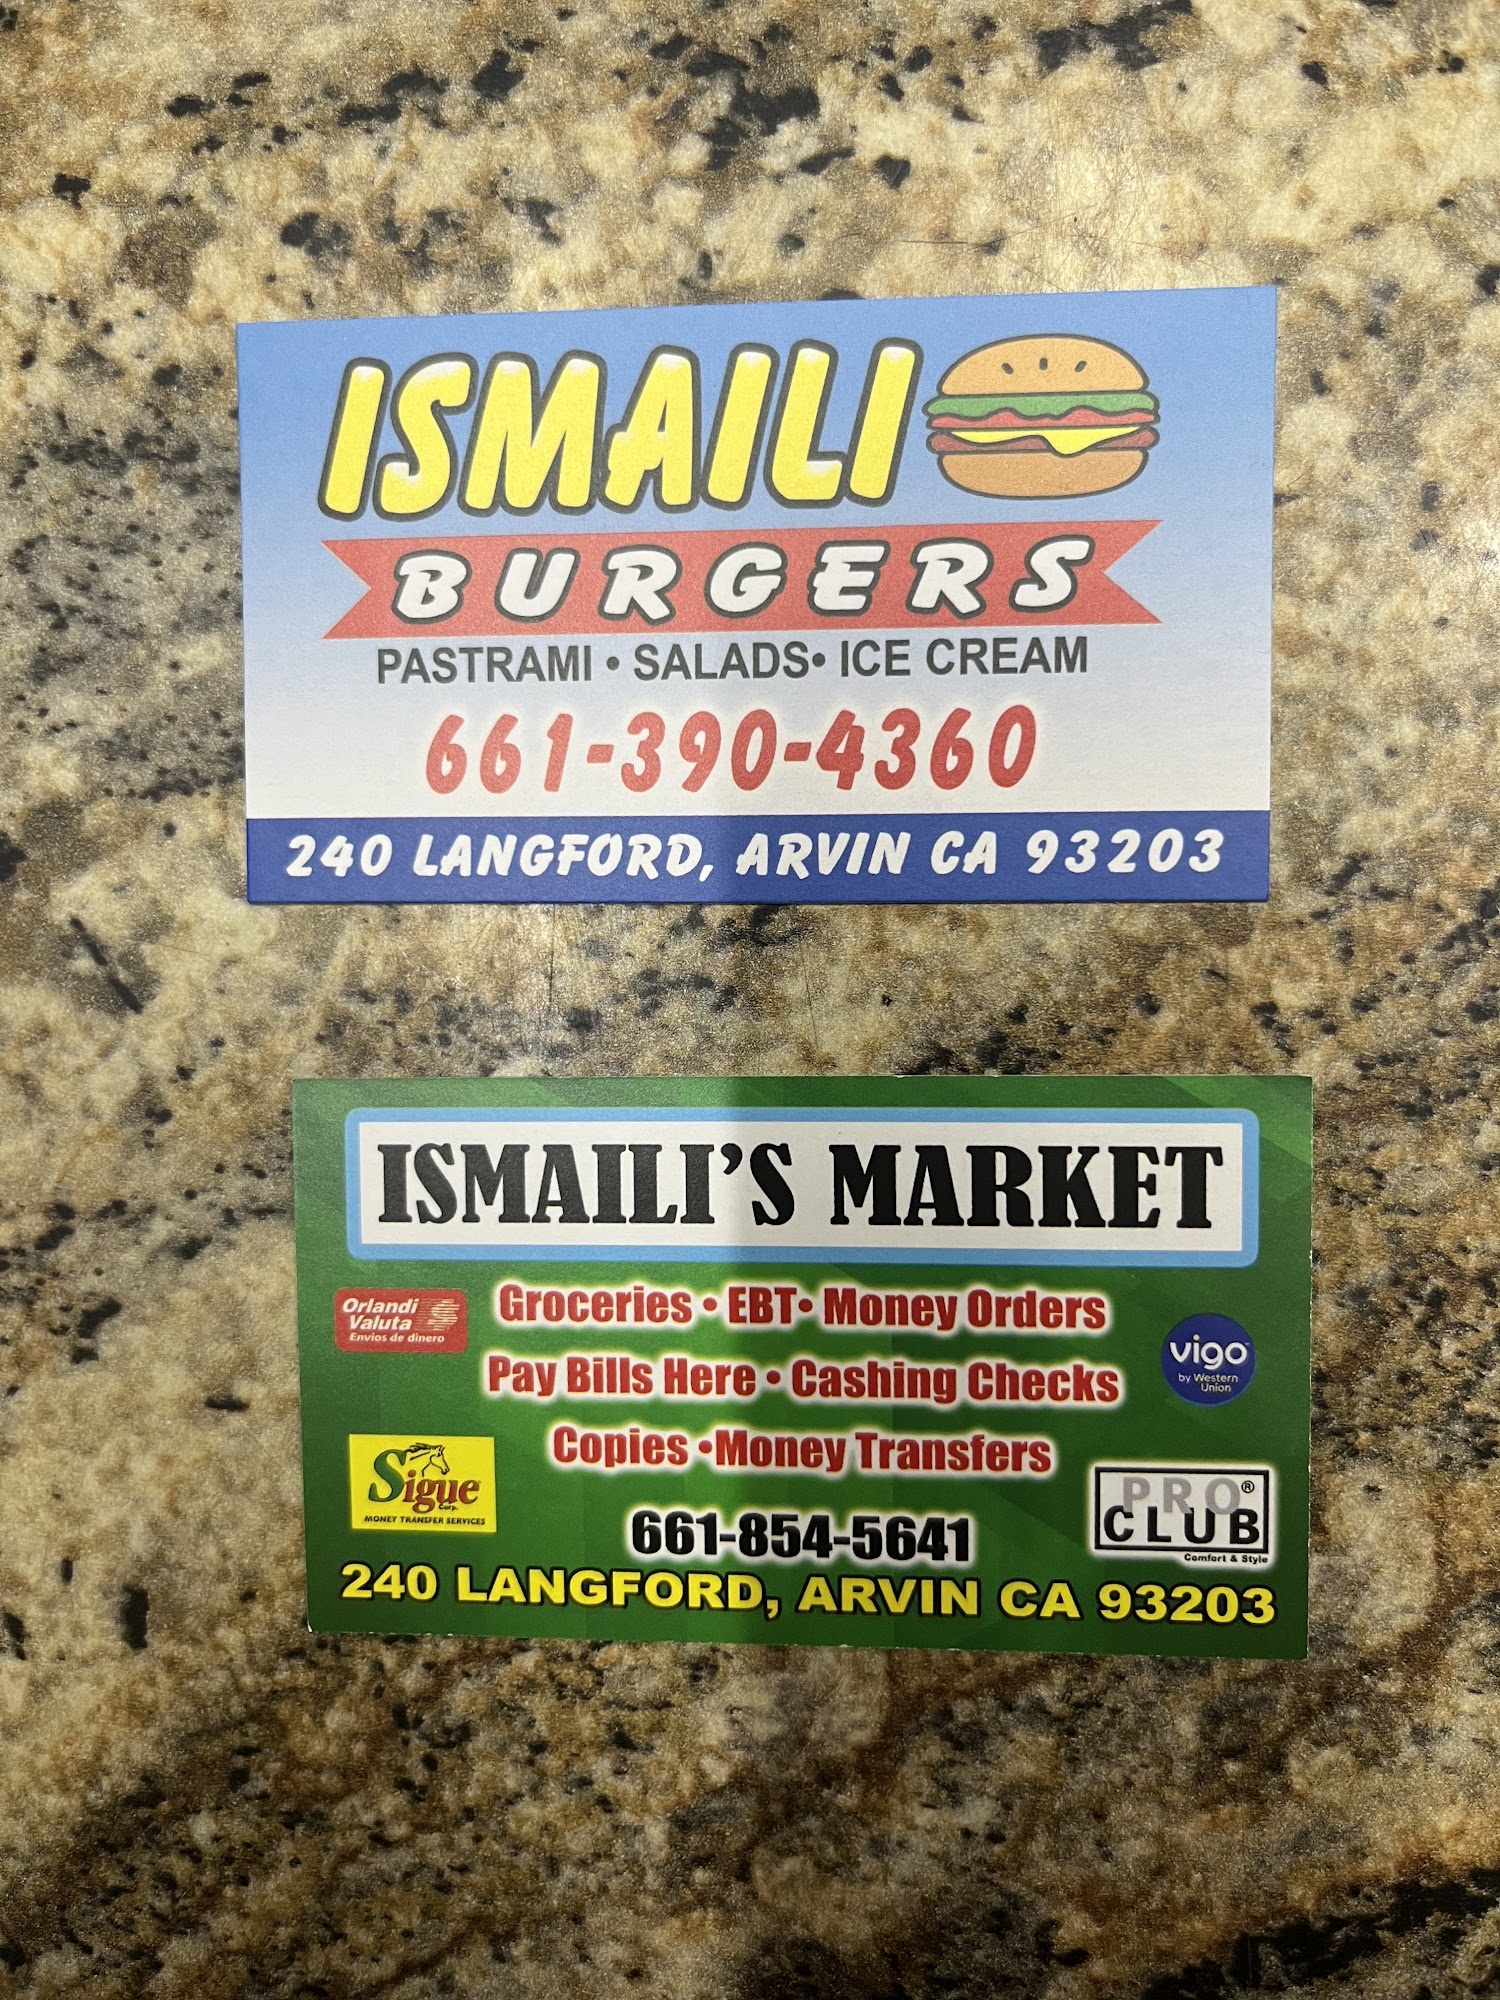 ISMAILI
BURGERS
PASTRAMI • SALADS• ICE CREAM
661-390-4360
240 LANGFORD, ARVIN CA 93203
ISMAILI'S MARKET
Orlandi
Valuta
Envios de dinero
Groceries • EBT• Money Orders
Pay Bills Here • Cashing Checks
Copies •Money Transfers
vigo
by Western
Union
Sigue
Corp.
MONEY TRANSFER SERVICES
PRO®
CLUB
Comfort & Style
661-854-5641
240 LANGFORD, ARVIN CA 93203